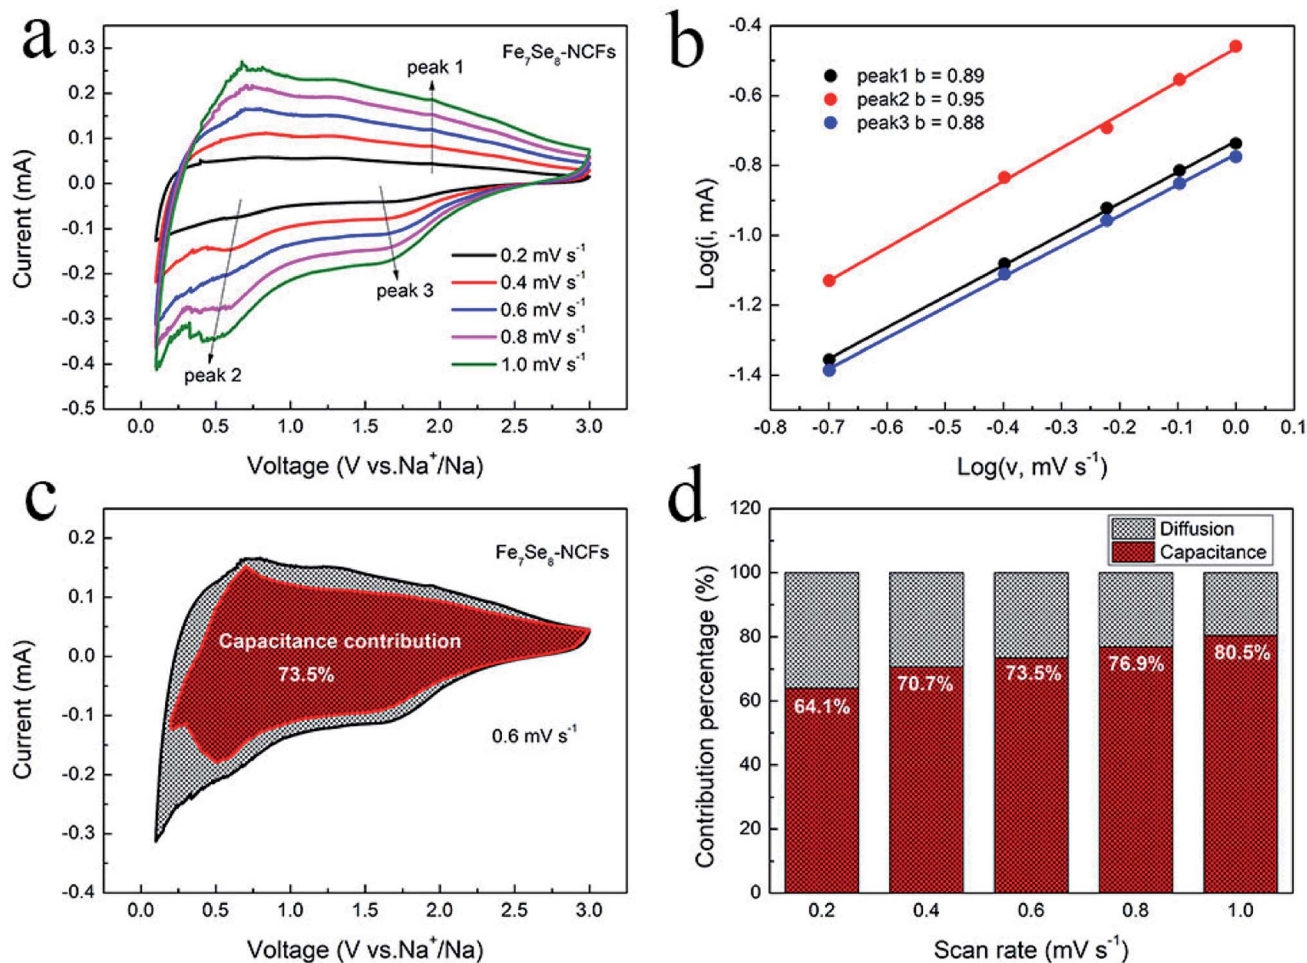 a
Fe₇Se₈-NCFs
peak 1
peak 2
peak 3
0.2 mV s⁻¹
0.4 mV s⁻¹
0.6 mV s⁻¹
0.8 mV s⁻¹
1.0 mV s⁻¹
Current (mA)
0.3
0.2
0.1
0.0
-0.1
-0.2
-0.3
-0.4
-0.5
0.0 0.5 1.0 1.5 2.0 2.5 3.0
Voltage (V vs.Na⁺/Na)
b
peak1 b = 0.89
peak2 b = 0.95
peak3 b = 0.88
Log(i, mA)
-0.4
-0.6
-0.8
-1.0
-1.2
-1.4
-0.8 -0.7 -0.6 -0.5 -0.4 -0.3 -0.2 -0.1 0.0 0.1
Log(v, mV s⁻¹)
c
Fe₇Se₈-NCFs
Capacitance contribution
73.5%
0.6 mV s⁻¹
Current (mA)
0.2
0.1
0.0
-0.1
-0.2
-0.3
-0.4
0.0 0.5 1.0 1.5 2.0 2.5 3.0
Voltage (V vs.Na⁺/Na)
d
Diffusion
Capacitance
Contribution percentage (%)
120
100
80
60
40
20
0
64.1% 70.7% 73.5% 76.9% 80.5%
0.2 0.4 0.6 0.8 1.0
Scan rate (mV s⁻¹)